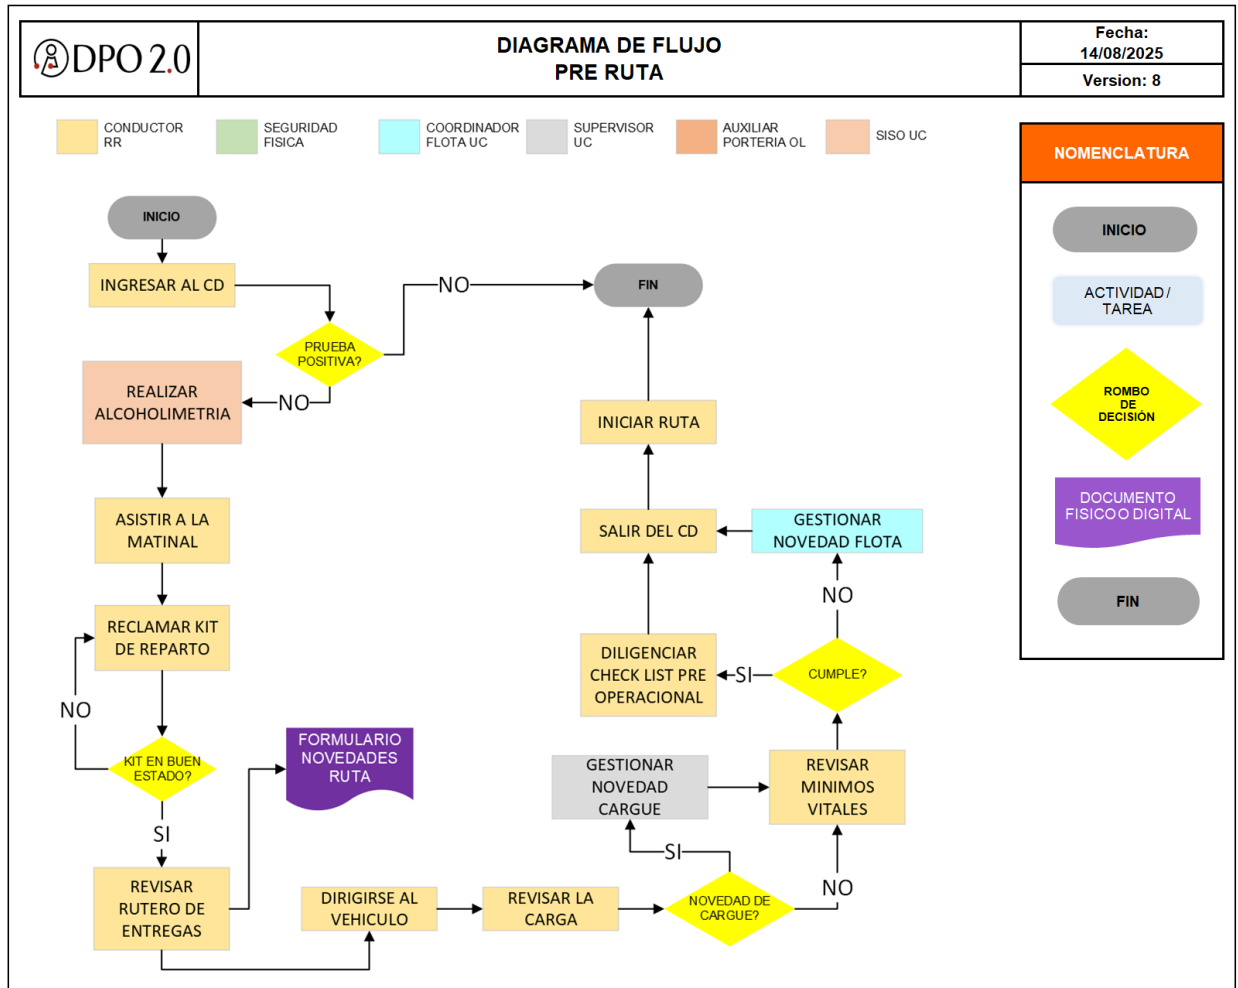 DPO 2.0
DIAGRAMA DE FLUJO
PRE RUTA
Fecha:
14/08/2025
Version: 8
CONDUCTOR
RR
SEGURIDAD
FISICA
COORDINADOR
FLOTA UC
SUPERVISOR
UC
AUXILIAR
PORTERIA OL
SISO UC
NOMENCLATURA
INICIO
ACTIVIDAD /
TAREA
ROMBO
DE
DECISIÓN
DOCUMENTO
FISICO O DIGITAL
FIN
INICIO
INGRESAR AL CD
PRUEBA
POSITIVA?
NO
FIN
NO
REALIZAR
ALCOHOLIMETRIA
ASISTIR A LA
MATINAL
RECLAMAR KIT
DE REPARTO
NO
KIT EN BUEN
ESTADO?
SI
REVISAR
RUTERO DE
ENTREGAS
FORMULARIO
NOVEDADES
RUTA
DIRIGIRSE AL
VEHICULO
REVISAR LA
CARGA
NOVEDAD DE
CARGUE?
SI
NO
GESTIONAR
NOVEDAD
CARGUE
REVISAR
MINIMOS
VITALES
CUMPLE?
SI
NO
DILIGENCIAR
CHECK LIST PRE
OPERACIONAL
GESTIONAR
NOVEDAD FLOTA
SALIR DEL CD
INICIAR RUTA